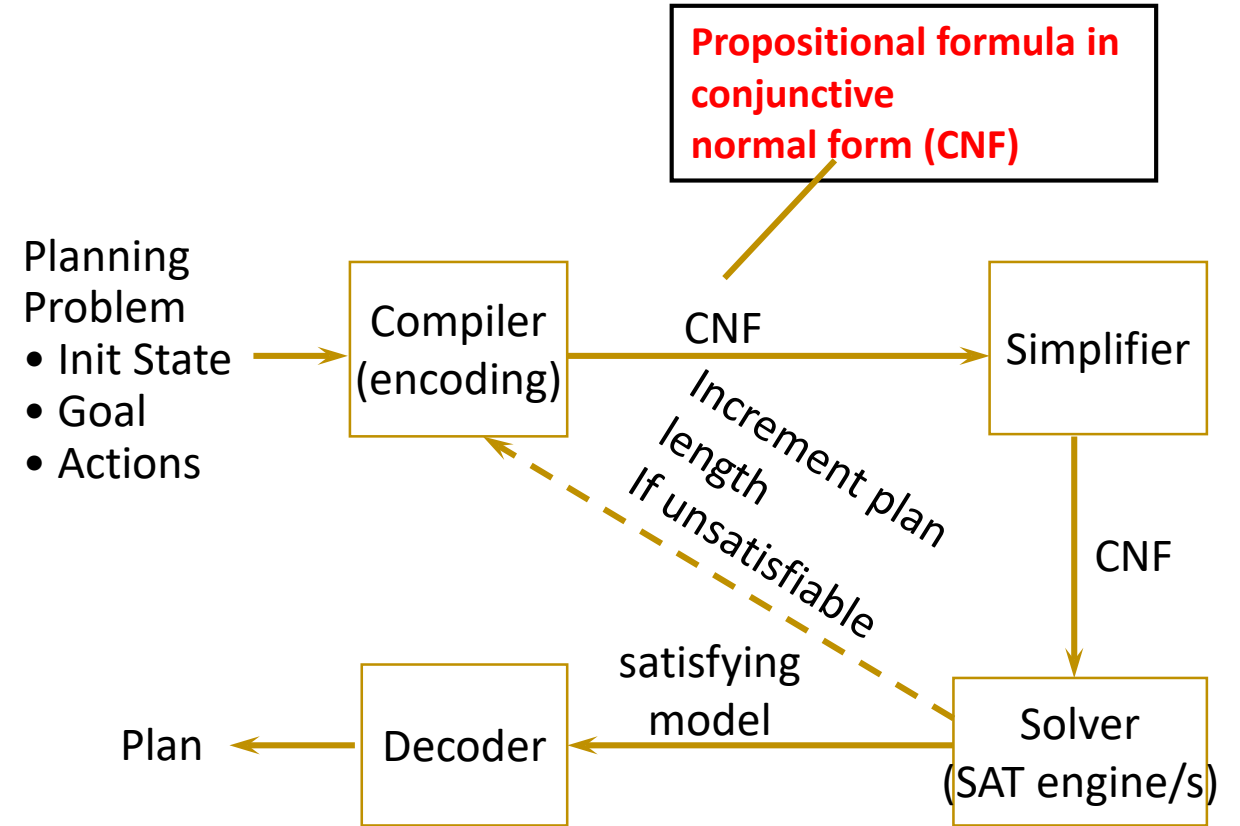 Propositional formula in
conjunctive
normal form (CNF)
Planning
Problem
• Init State
• Goal
• Actions
Compiler
(encoding)
CNF
Simplifier
Increment plan
length
If unsatisfiable
CNF
satisfying
model
Solver
(SAT engine/s)
Decoder
Plan